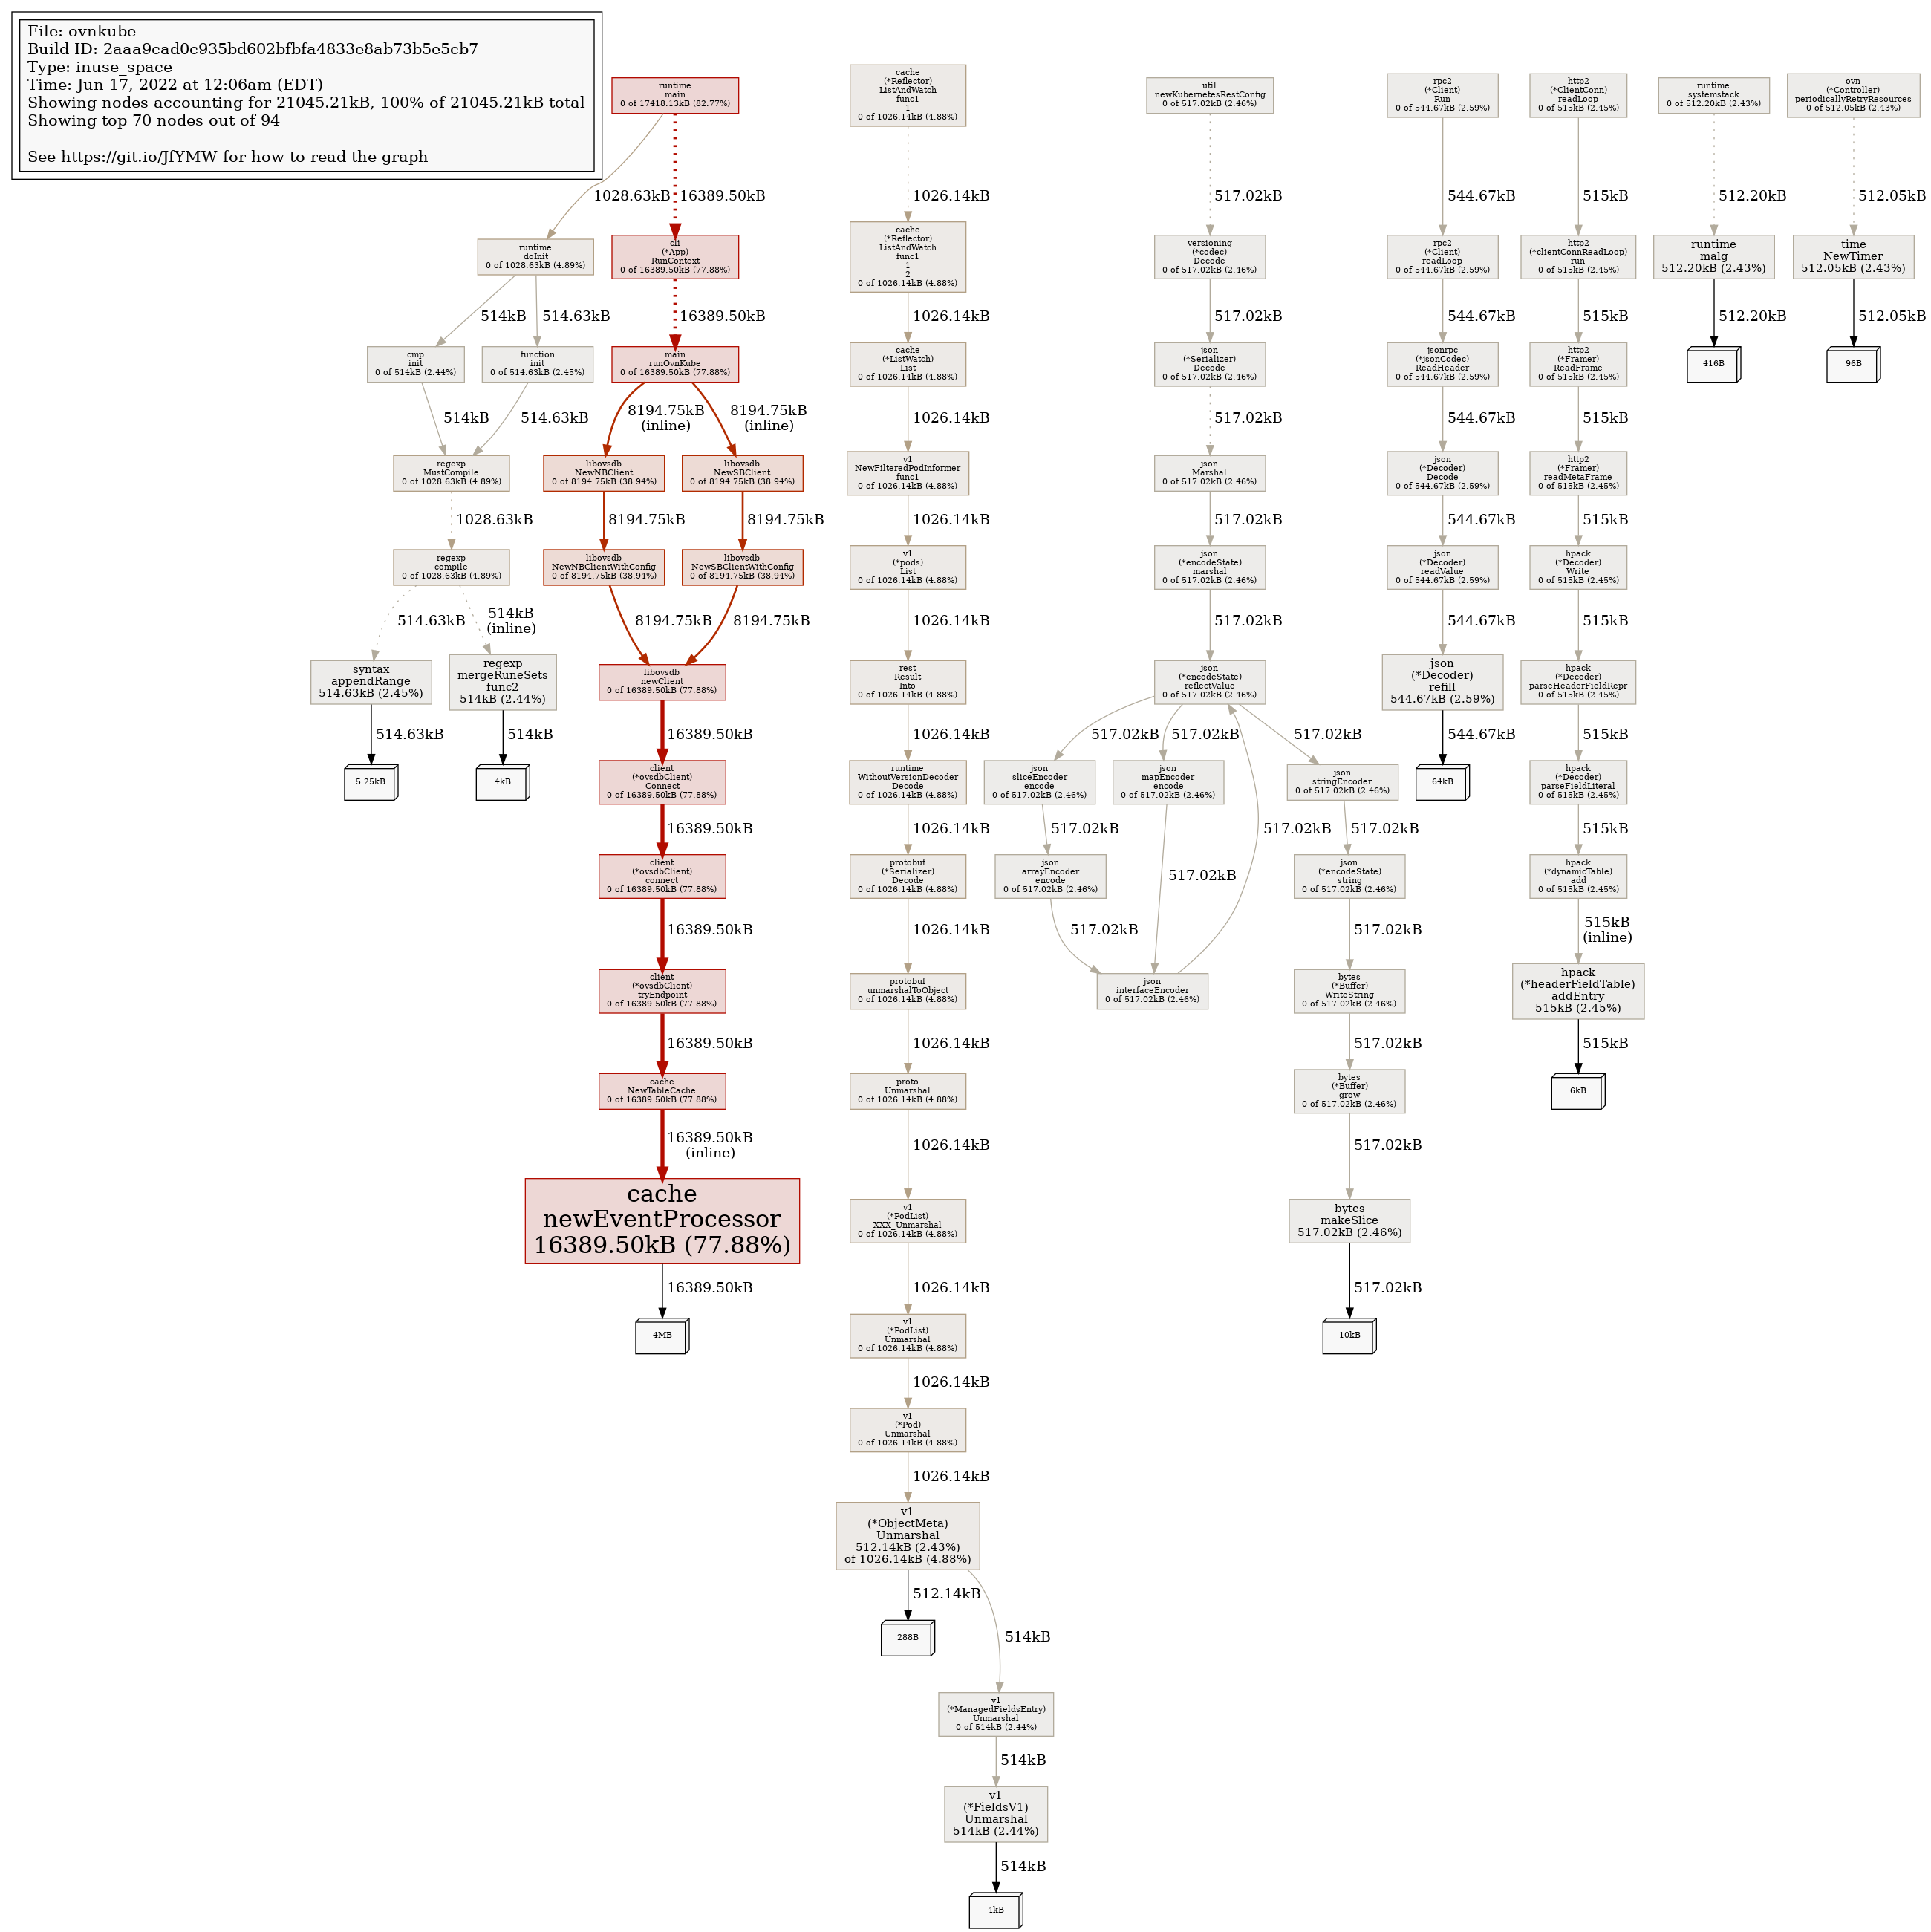 File: ovnkube
Build ID: 2aaa9cad0c935bd602bfbfa4833e8ab73b5e5cb7
Type: inuse_space
Time: Jun 17, 2022 at 12:06am (EDT)
Showing nodes accounting for 21045.21kB, 100% of 21045.21kB total
Showing top 70 nodes out of 94
See https://git.io/JfYMW for how to read the graph
runtime
main
0 of 17418.13kB (82.77%)
1028.63kB
16389.50kB
runtime
doInit
0 of 1028.63kB (4.89%)
cli
(*App)
RunContext
0 of 16389.50kB (77.88%)
514kB
514.63kB
16389.50kB
cmp
init
0 of 514kB (2.44%)
function
init
0 of 514.63kB (2.45%)
main
runOvnKube
0 of 16389.50kB (77.88%)
514kB
514.63kB
8194.75kB
(inline)
8194.75kB
(inline)
regexp
MustCompile
0 of 1028.63kB (4.89%)
libovsdb
NewNBClient
0 of 8194.75kB (38.94%)
libovsdb
NewSBClient
0 of 8194.75kB (38.94%)
1028.63kB
8194.75kB
8194.75kB
regexp
compile
0 of 1028.63kB (4.89%)
libovsdb
NewNBClientWithConfig
0 of 8194.75kB (38.94%)
libovsdb
NewSBClientWithConfig
0 of 8194.75kB (38.94%)
514.63kB
514kB
(inline)
8194.75kB
8194.75kB
syntax
appendRange
514.63kB (2.45%)
regexp
mergeRuneSets
func2
514kB (2.44%)
libovsdb
newClient
0 of 16389.50kB (77.88%)
514.63kB
514kB
16389.50kB
5.25kB
4kB
client
(*ovsdbClient)
Connect
0 of 16389.50kB (77.88%)
16389.50kB
client
(*ovsdbClient)
connect
0 of 16389.50kB (77.88%)
16389.50kB
client
(*ovsdbClient)
tryEndpoint
0 of 16389.50kB (77.88%)
16389.50kB
cache
NewTableCache
0 of 16389.50kB (77.88%)
16389.50kB
(inline)
cache
newEventProcessor
16389.50kB (77.88%)
16389.50kB
4MB
cache
(*Reflector)
ListAndWatch
func1
1
0 of 1026.14kB (4.88%)
1026.14kB
cache
(*Reflector)
ListAndWatch
func1
1
2
0 of 1026.14kB (4.88%)
1026.14kB
cache
(*ListWatch)
List
0 of 1026.14kB (4.88%)
1026.14kB
v1
NewFilteredPodInformer
func1
0 of 1026.14kB (4.88%)
1026.14kB
v1
(*pods)
List
0 of 1026.14kB (4.88%)
1026.14kB
rest
Result
Into
0 of 1026.14kB (4.88%)
1026.14kB
runtime
WithoutVersionDecoder
Decode
0 of 1026.14kB (4.88%)
1026.14kB
protobuf
(*Serializer)
Decode
0 of 1026.14kB (4.88%)
1026.14kB
protobuf
unmarshalToObject
0 of 1026.14kB (4.88%)
1026.14kB
proto
Unmarshal
0 of 1026.14kB (4.88%)
1026.14kB
v1
(*PodList)
XXX_Unmarshal
0 of 1026.14kB (4.88%)
1026.14kB
v1
(*PodList)
Unmarshal
0 of 1026.14kB (4.88%)
1026.14kB
v1
(*Pod)
Unmarshal
0 of 1026.14kB (4.88%)
1026.14kB
v1
(*ObjectMeta)
Unmarshal
512.14kB (2.43%)
of 1026.14kB (4.88%)
512.14kB
514kB
288B
v1
(*ManagedFieldsEntry)
Unmarshal
0 of 514kB (2.44%)
514kB
v1
(*FieldsV1)
Unmarshal
514kB (2.44%)
514kB
4kB
util
newKubernetesRestConfig
0 of 517.02kB (2.46%)
517.02kB
versioning
(*codec)
Decode
0 of 517.02kB (2.46%)
517.02kB
json
(*Serializer)
Decode
0 of 517.02kB (2.46%)
517.02kB
json
Marshal
0 of 517.02kB (2.46%)
517.02kB
json
(*encodeState)
marshal
0 of 517.02kB (2.46%)
517.02kB
json
(*encodeState)
reflectValue
0 of 517.02kB (2.46%)
517.02kB
517.02kB
517.02kB
json
sliceEncoder
encode
0 of 517.02kB (2.46%)
json
mapEncoder
encode
0 of 517.02kB (2.46%)
json
stringEncoder
0 of 517.02kB (2.46%)
517.02kB
517.02kB
517.02kB
json
arrayEncoder
encode
0 of 517.02kB (2.46%)
517.02kB
json
(*encodeState)
string
0 of 517.02kB (2.46%)
517.02kB
517.02kB
json
interfaceEncoder
0 of 517.02kB (2.46%)
bytes
(*Buffer)
WriteString
0 of 517.02kB (2.46%)
517.02kB
bytes
(*Buffer)
grow
0 of 517.02kB (2.46%)
517.02kB
bytes
makeSlice
517.02kB (2.46%)
517.02kB
10kB
rpc2
(*Client)
Run
0 of 544.67kB (2.59%)
544.67kB
rpc2
(*Client)
readLoop
0 of 544.67kB (2.59%)
544.67kB
jsonrpc
(*jsonCodec)
ReadHeader
0 of 544.67kB (2.59%)
544.67kB
json
(*Decoder)
Decode
0 of 544.67kB (2.59%)
544.67kB
json
(*Decoder)
readValue
0 of 544.67kB (2.59%)
544.67kB
json
(*Decoder)
refill
544.67kB (2.59%)
544.67kB
64kB
http2
(*ClientConn)
readLoop
0 of 515kB (2.45%)
515kB
http2
(*clientConnReadLoop)
run
0 of 515kB (2.45%)
515kB
http2
(*Framer)
ReadFrame
0 of 515kB (2.45%)
515kB
http2
(*Framer)
readMetaFrame
0 of 515kB (2.45%)
515kB
hpack
(*Decoder)
Write
0 of 515kB (2.45%)
515kB
hpack
(*Decoder)
parseHeaderFieldRepr
0 of 515kB (2.45%)
515kB
hpack
(*Decoder)
parseFieldLiteral
0 of 515kB (2.45%)
515kB
hpack
(*dynamicTable)
add
0 of 515kB (2.45%)
515kB
(inline)
hpack
(*headerFieldTable)
addEntry
515kB (2.45%)
515kB
6kB
runtime
systemstack
0 of 512.20kB (2.43%)
512.20kB
runtime
malg
512.20kB (2.43%)
512.20kB
416B
ovn
(*Controller)
periodicallyRetryResources
0 of 512.05kB (2.43%)
512.05kB
time
NewTimer
512.05kB (2.43%)
512.05kB
96B